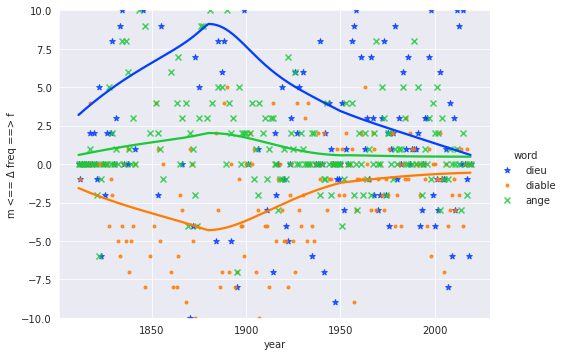 10.0
7.5
5.0
2.5
0.0
−2.5
−5.0
−7.5
−10.0
m <== Δ freq ==> f
1850
1900
1950
2000
year
word
dieu
diable
ange